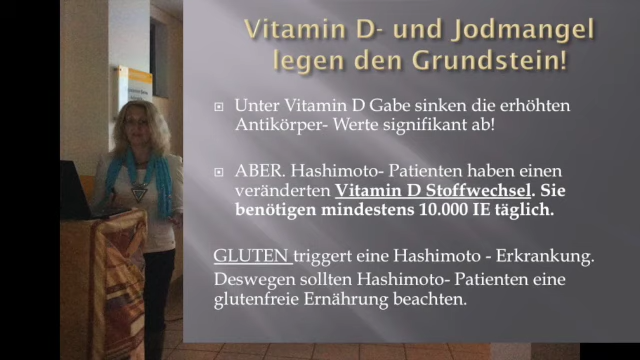 Vitamin D- und Jodmangel
legen den Grundstein!
Unter Vitamin D Gabe sinken die erhöhten
Antikörper- Werte signifikant ab!
ABER. Hashimoto- Patienten haben einen
veränderten Vitamin D Stoffwechsel. Sie
benötigen mindestens 10.000 IE täglich.
GLUTEN triggert eine Hashimoto - Erkrankung.
Deswegen sollten Hashimoto- Patienten eine
glutenfreie Ernährung beachten.